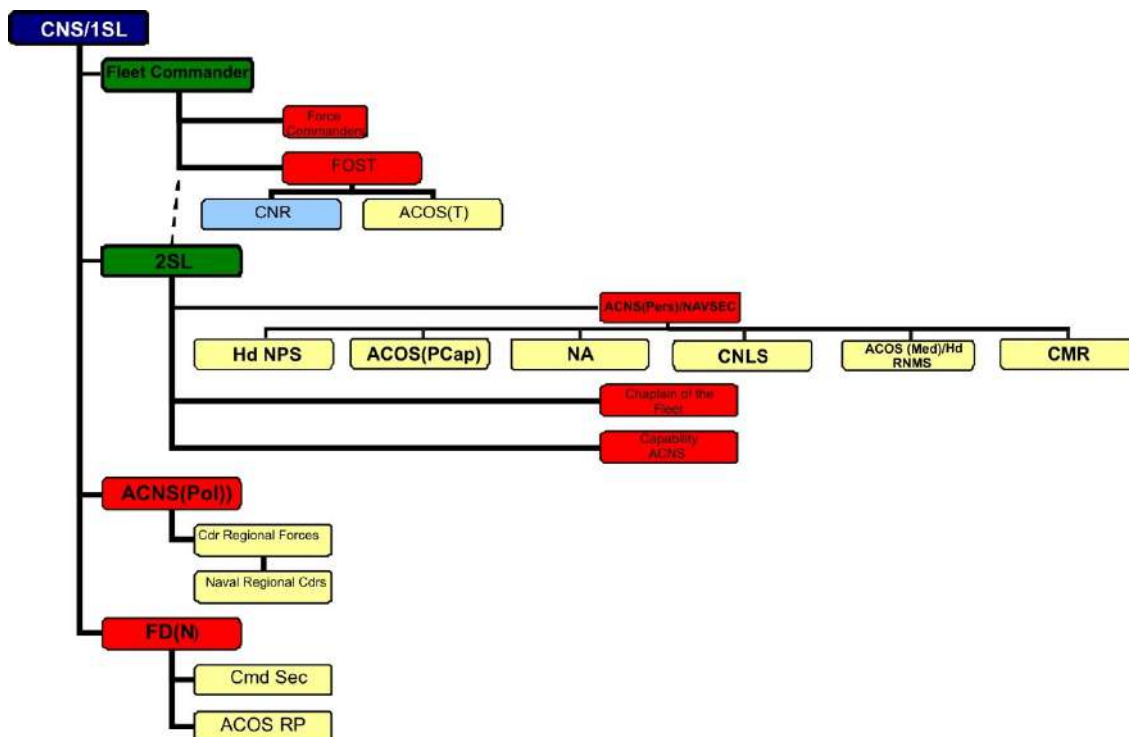 CNS/1SL
Fleet Commander
Force
Commanders
FOST
CNR
ACOS(T)
2SL
ACNS(Pers)/NAVSEC
Hd NPS
ACOS(PCap)
NA
CNLS
ACOS (Med)/Hd
RNMS
CMR
Chaplain of the
Fleet
Capability
ACNS
ACNS(Pol))
Cdr Regional Forces
Naval Regional Cdrs
FD(N)
Cmd Sec
ACOS RP